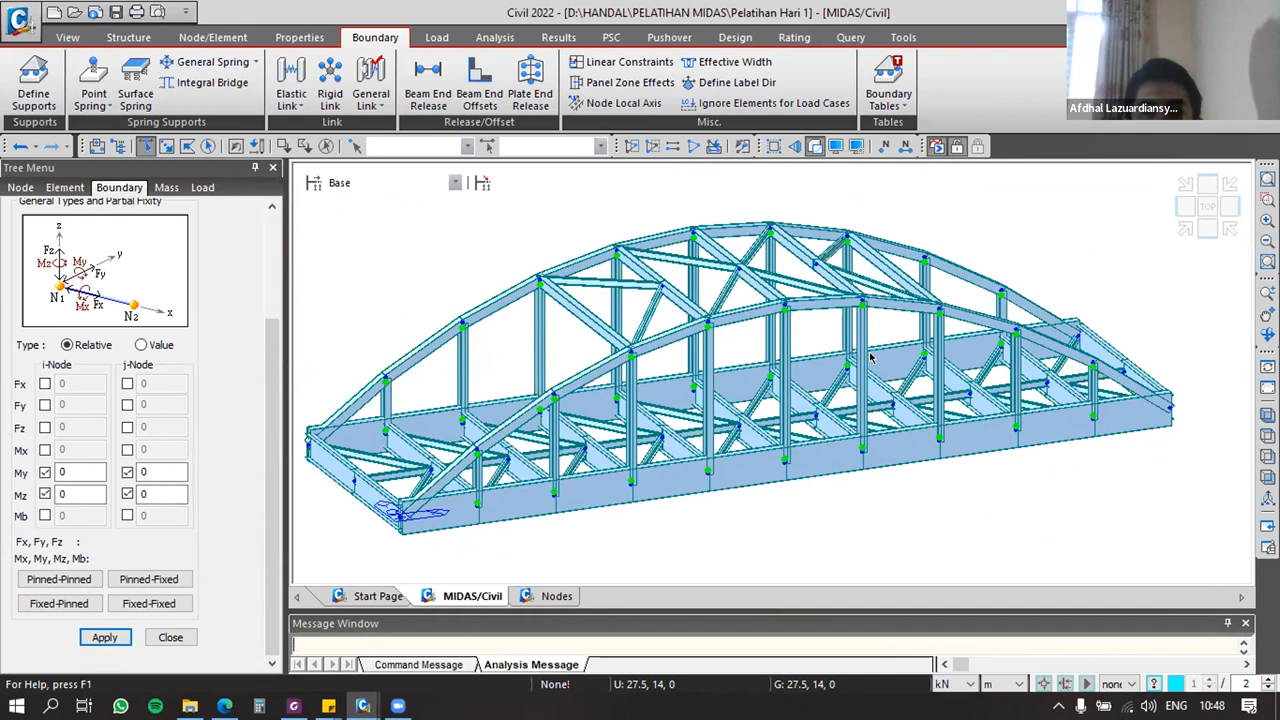 Civil 2022 - [D:\HANDAL\PELATIHAN MIDAS\Pelatihan Hari 1] - [MIDAS/Civil]
View Structure Node/Element Properties Boundary Load Analysis Results PSC Pushover Design Rating Query Tools
Define Supports
Point Spring
Surface Spring
General Spring
Integral Bridge
Elastic Link
Rigid Link
General Link
Beam End Release
Beam End Offsets
Plate End Release
Linear Constraints
Panel Zone Effects
Node Local Axis
Effective Width
Define Label Dir
Ignore Elements for Load Cases
Boundary Tables
Supports Spring Supports Link Release/Offset Misc. Tables
Afdhal Lazuardiansy...
Tree Menu
Node Element Boundary Mass Load
General Types and Partial Fixity
z
Fz
Mz
My
Fy
y
N1
Mx
Fx
N2
x
Type : Relative Value
i-Node j-Node
Fx 0 0
Fy 0 0
Fz 0 0
Mx 0 0
My 0 0
Mz 0 0
Mb 0 0
Fx, Fy, Fz :
Mx, My, Mz, Mb:
Pinned-Pinned Pinned-Fixed
Fixed-Pinned Fixed-Fixed
Apply Close
Base
TOP
Start Page MIDAS/Civil Nodes
Message Window
Command Message Analysis Message
For Help, press F1 None! U: 27.5, 14, 0 G: 27.5, 14, 0 kN m none ? 1 / 2
ENG 10:48